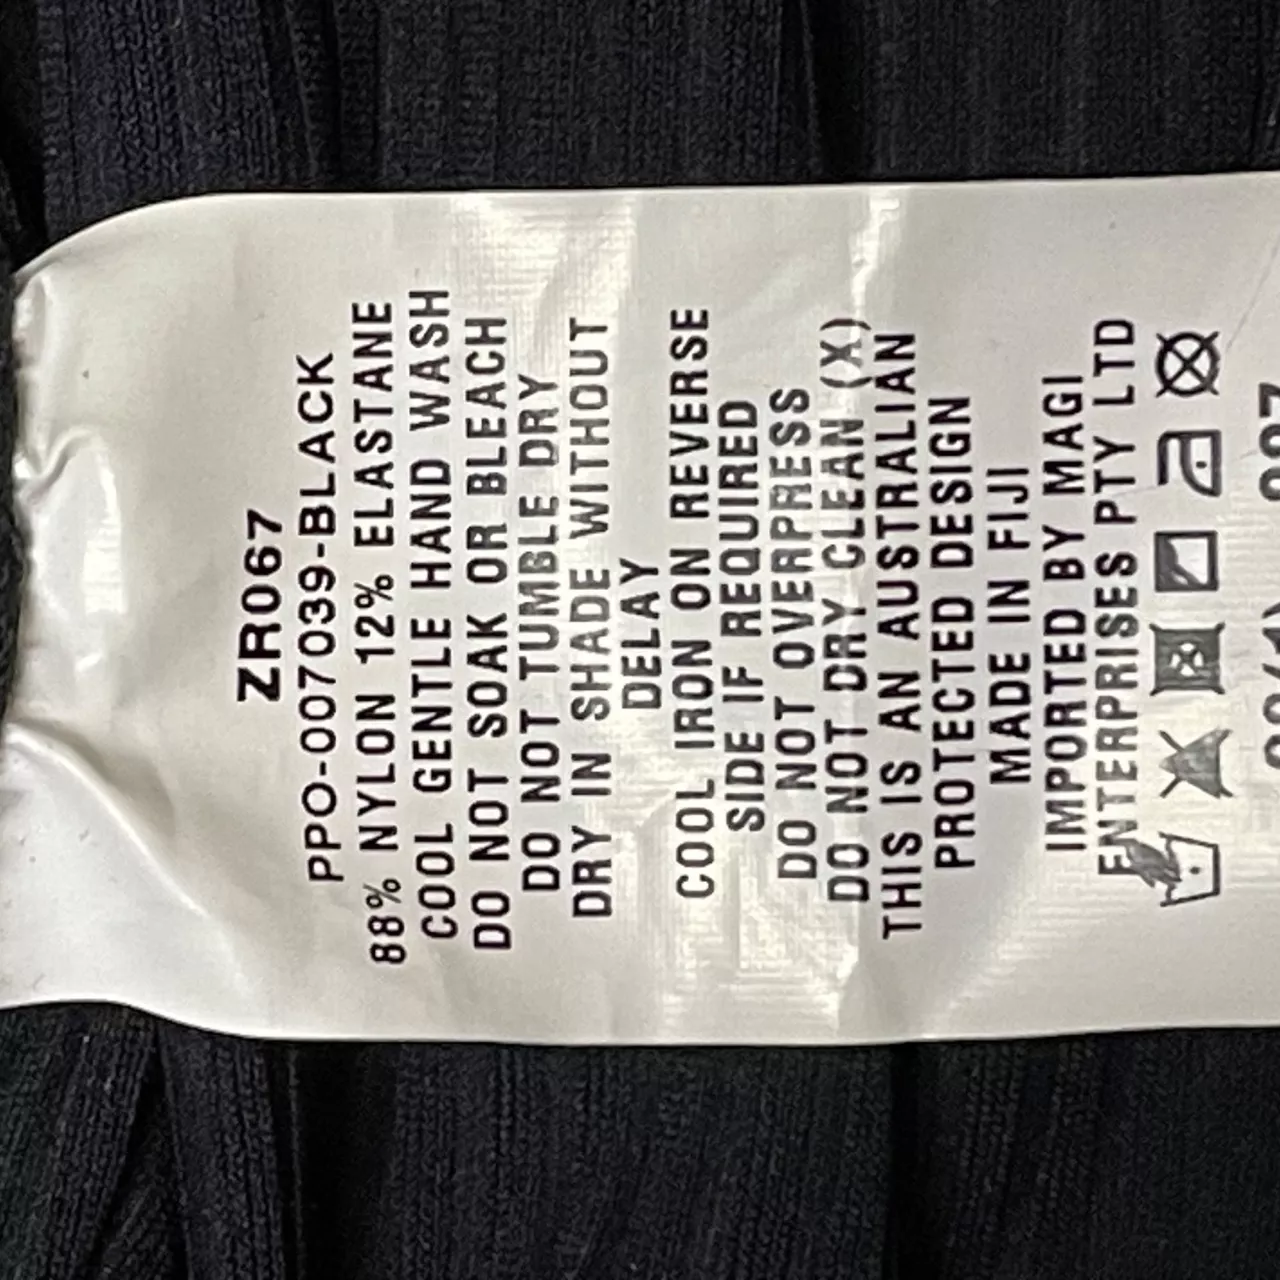 ZR067
PPO-007039-BLACK
88% NYLON 12% ELASTANE
COOL GENTLE HAND WASH
DO NOT SOAK OR BLEACH
DO NOT TUMBLE DRY
DRY IN SHADE WITHOUT
DELAY
COOL IRON ON REVERSE
SIDE IF REQUIRED
DO NOT OVERPRESS
DO NOT DRY CLEAN (X)
THIS IS AN AUSTRALIAN
PROTECTED DESIGN
MADE IN FIJI
IMPORTED BY MAGI
ENTERPRISES PTY LTD